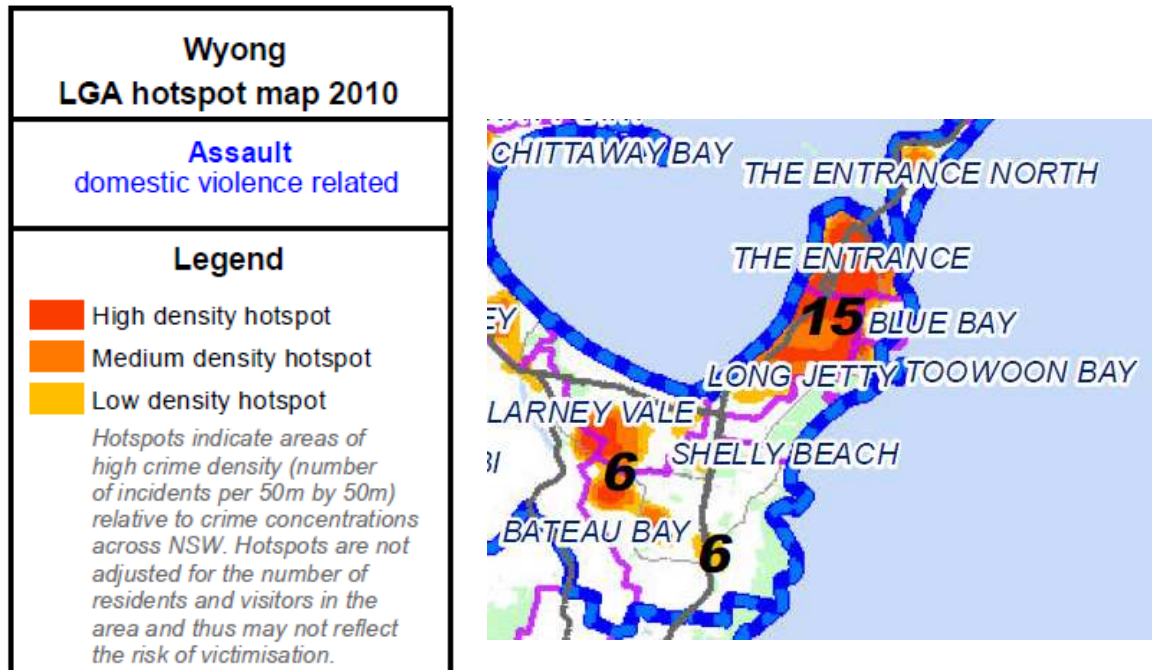 Wyong
LGA hotspot map 2010
Assault
domestic violence related
Legend
High density hotspot
Medium density hotspot
Low density hotspot
Hotspots indicate areas of
high crime density (number
of incidents per 50m by 50m)
relative to crime concentrations
across NSW. Hotspots are not
adjusted for the number of
residents and visitors in the
area and thus may not reflect
the risk of victimisation.
CHITTAWAY BAY
THE ENTRANCE NORTH
THE ENTRANCE
15
BLUE BAY
EY
LONG JETTY
TOOWOON BAY
LARNEY VALE
SHELLY BEACH
BI
6
BATEAU BAY
6